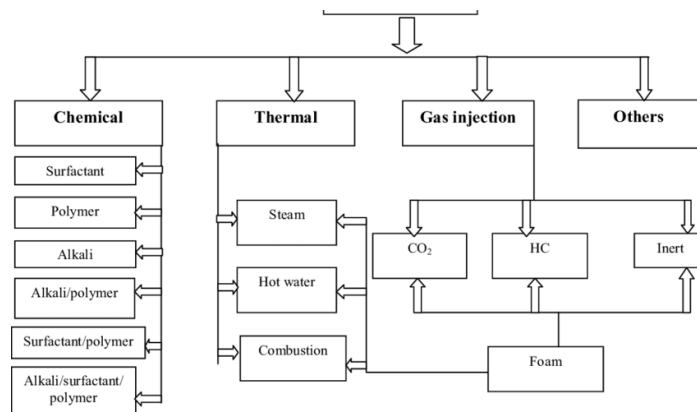 Chemical
Thermal
Gas injection
Others
Surfactant
Polymer
Alkali
Alkali/polymer
Surfactant/polymer
Alkali/surfactant/
polymer
Steam
Hot water
Combustion
CO₂
HC
Inert
Foam